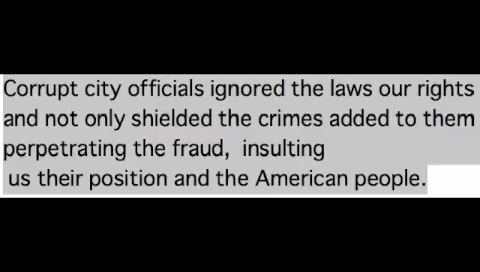 Corrupt city officials ignored the laws our rights
and not only shielded the crimes added to them
perpetrating the fraud,  insulting
us their position and the American people.